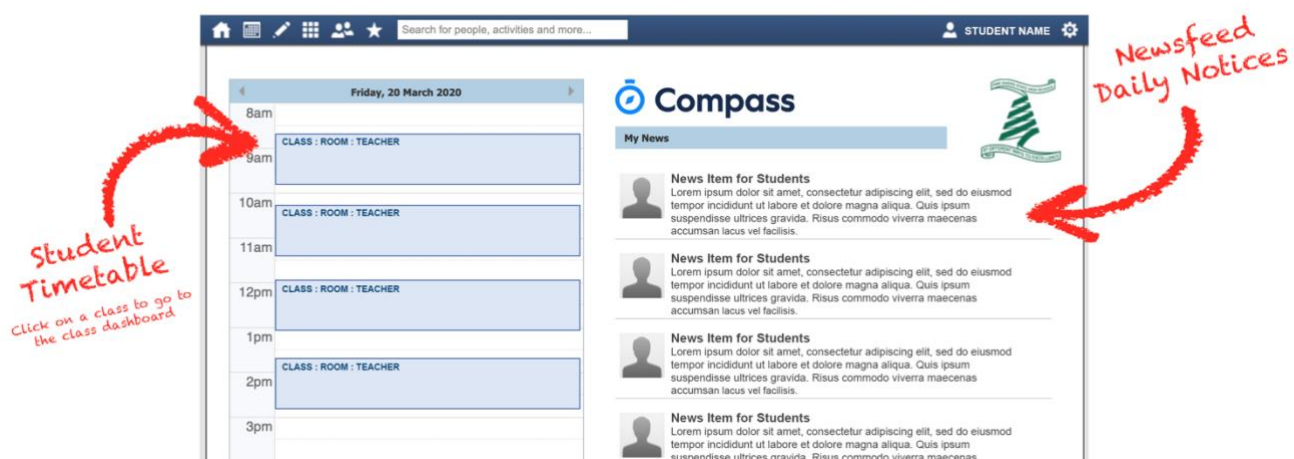 Search for people, activities and more...
STUDENT NAME
Newsfeed
Daily Notices
Friday, 20 March 2020
8am
CLASS : ROOM : TEACHER
9am
10am
CLASS : ROOM : TEACHER
11am
12pm
CLASS : ROOM : TEACHER
1pm
CLASS : ROOM : TEACHER
2pm
3pm
Student
Timetable
Click on a class to go to
the class dashboard
Compass
My News
News Item for Students
Lorem ipsum dolor sit amet, consectetur adipiscing elit, sed do eiusmod
tempor incididunt ut labore et dolore magna aliqua. Quis ipsum
suspendisse ultrices gravida. Risus commodo viverra maecenas
accumsan lacus vel facilisis.
News Item for Students
Lorem ipsum dolor sit amet, consectetur adipiscing elit, sed do eiusmod
tempor incididunt ut labore et dolore magna aliqua. Quis ipsum
suspendisse ultrices gravida. Risus commodo viverra maecenas
accumsan lacus vel facilisis.
News Item for Students
Lorem ipsum dolor sit amet, consectetur adipiscing elit, sed do eiusmod
tempor incididunt ut labore et dolore magna aliqua. Quis ipsum
suspendisse ultrices gravida. Risus commodo viverra maecenas
accumsan lacus vel facilisis.
News Item for Students
Lorem ipsum dolor sit amet, consectetur adipiscing elit, sed do eiusmod
tempor incididunt ut labore et dolore magna aliqua. Quis ipsum
suspendisse ultrices gravida. Risus commodo viverra maecenas